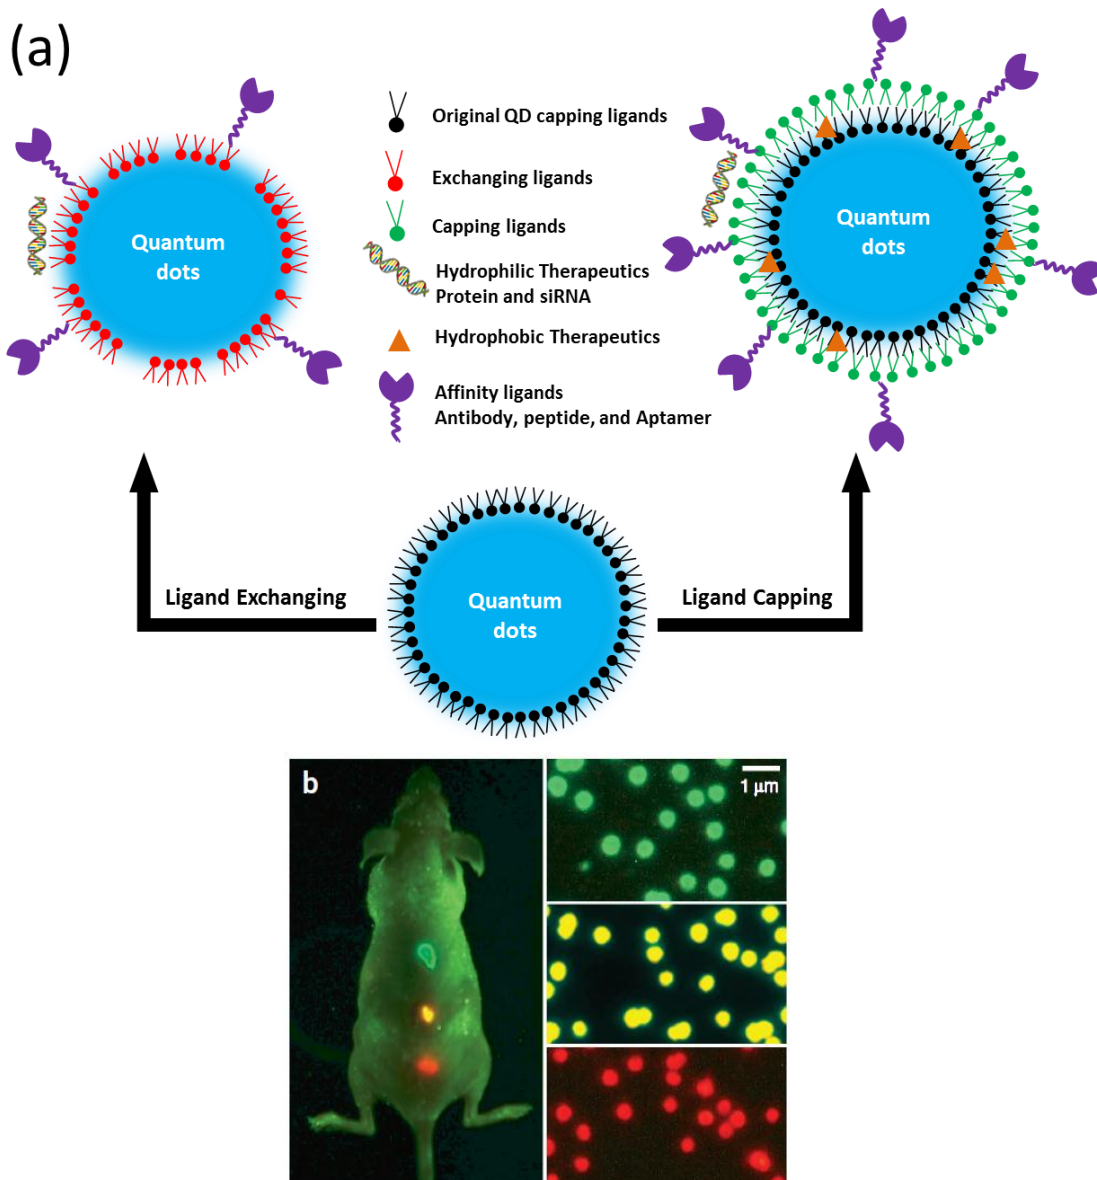 (a)
Quantum
dots
Original QD capping ligands
Exchanging ligands
Capping ligands
Hydrophilic Therapeutics
Protein and siRNA
Hydrophobic Therapeutics
Affinity ligands
Antibody, peptide, and Aptamer
Quantum
dots
Ligand Exchanging
Quantum
dots
Ligand Capping
b
1 μm